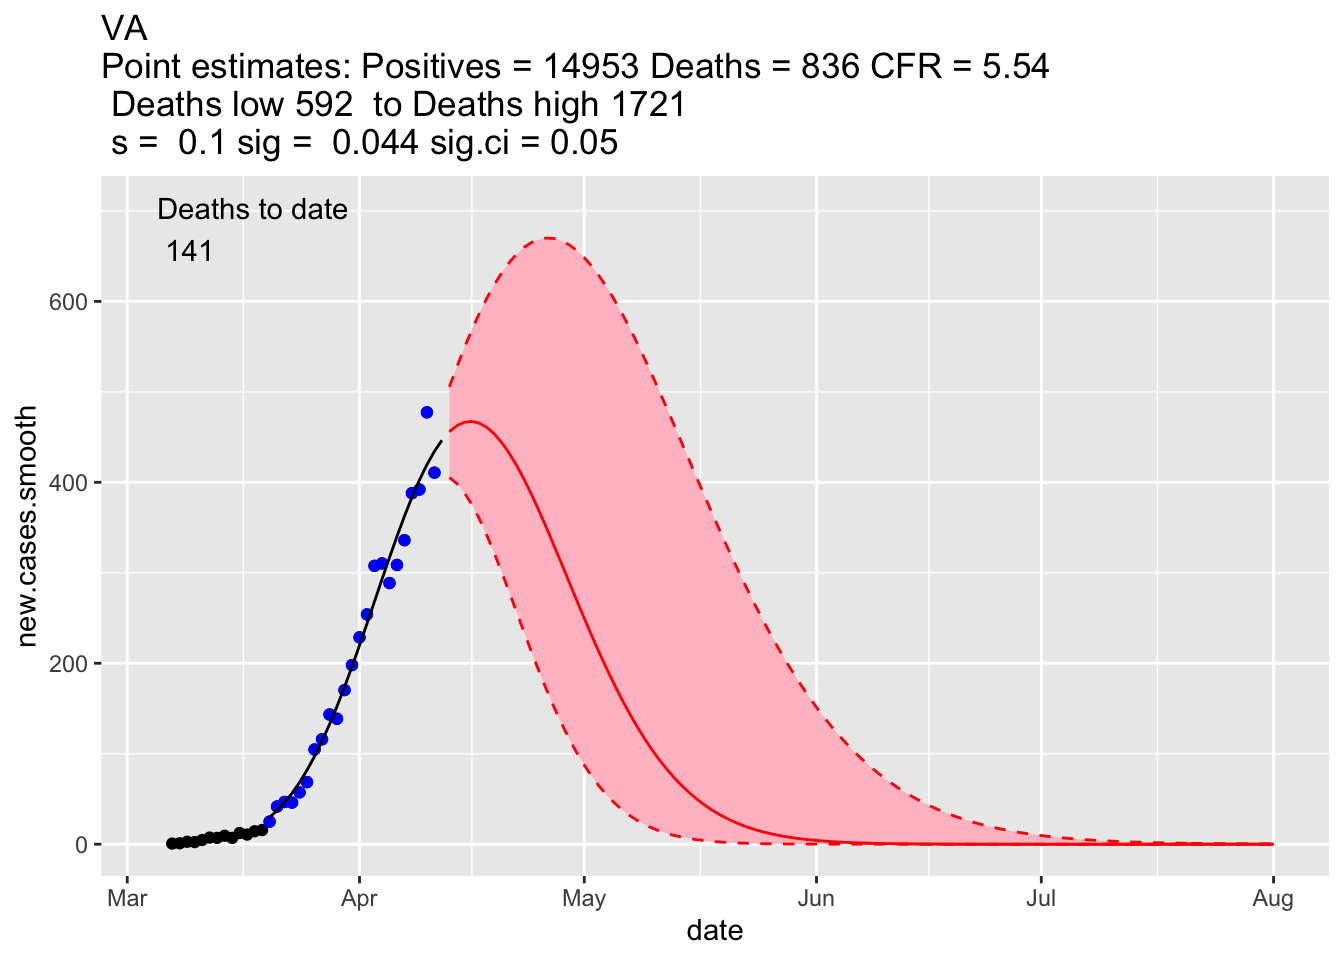 VA
Point estimates: Positives = 14953 Deaths = 836 CFR = 5.54
Deaths low 592  to Deaths high 1721
s =  0.1 sig =  0.044 sig.ci = 0.05
Deaths to date
141
600
400
200
0
new.cases.smooth
Mar Apr May Jun Jul Aug
date